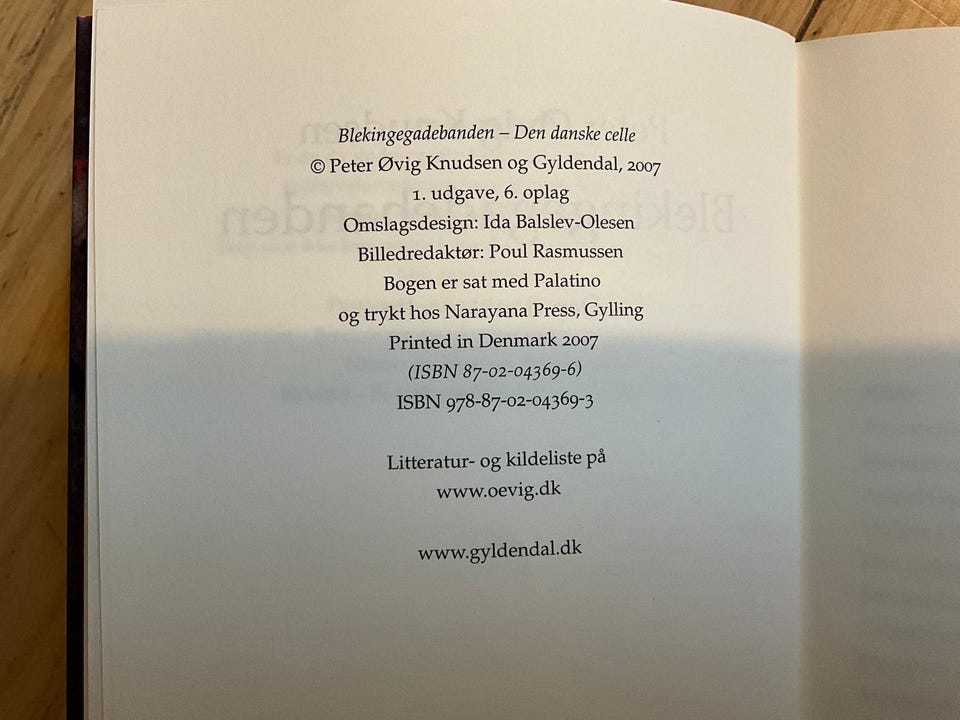 Blekingegadebanden – Den danske celle
© Peter Øvig Knudsen og Gyldendal, 2007
1. udgave, 6. oplag
Omslagsdesign: Ida Balslev-Olesen
Billedredaktør: Poul Rasmussen
Bogen er sat med Palatino
og trykt hos Narayana Press, Gylling
Printed in Denmark 2007
(ISBN 87-02-04369-6)
ISBN 978-87-02-04369-3
Litteratur- og kildeliste på
www.oevig.dk
www.gyldendal.dk